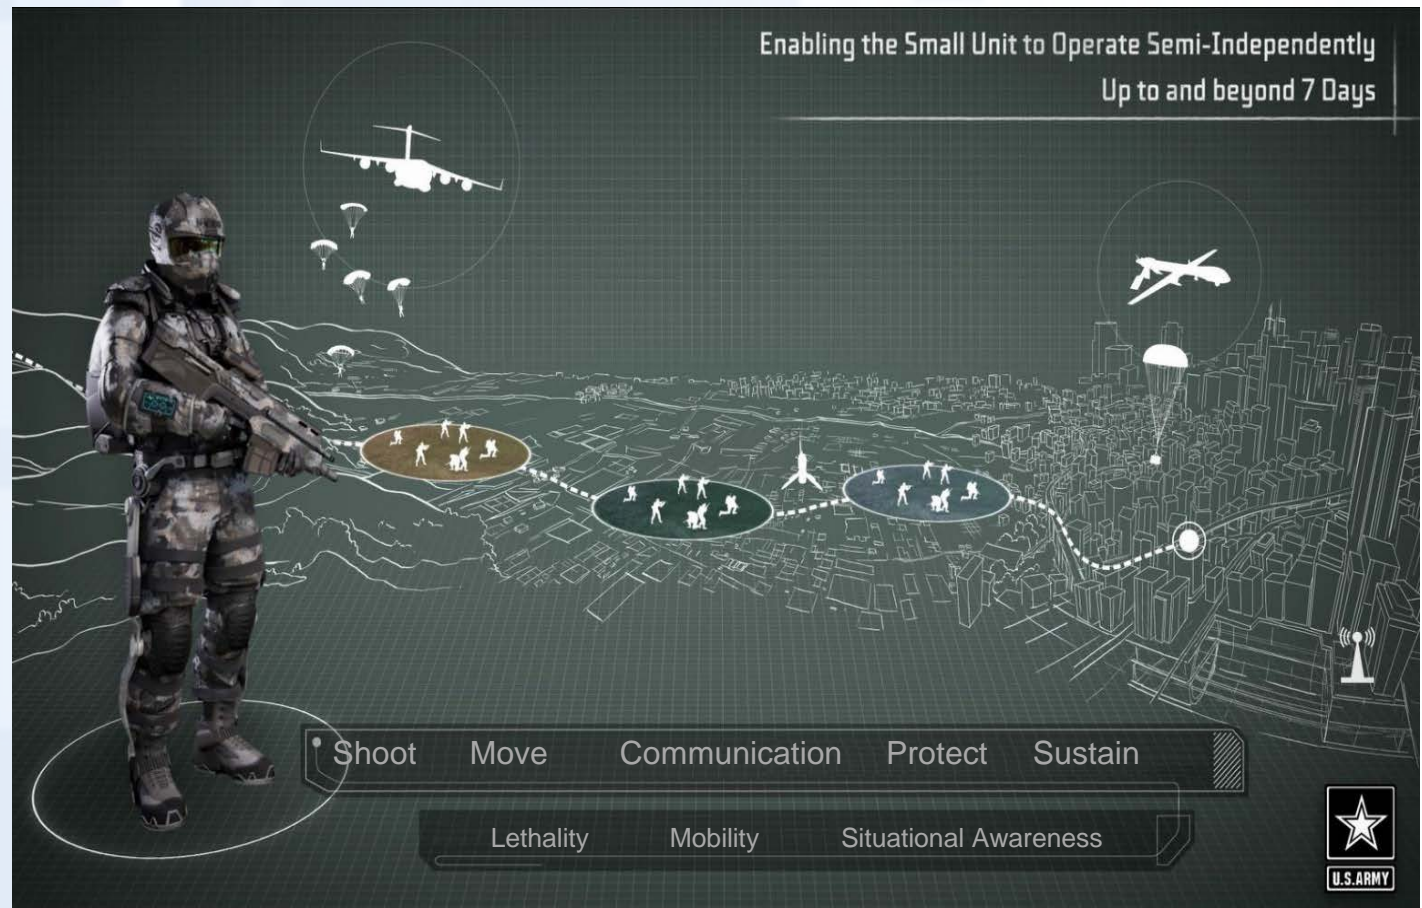 Enabling the Small Unit to Operate Semi-Independently
Up to and beyond 7 Days
Shoot Move Communication Protect Sustain
Lethality Mobility Situational Awareness
U.S.ARMY